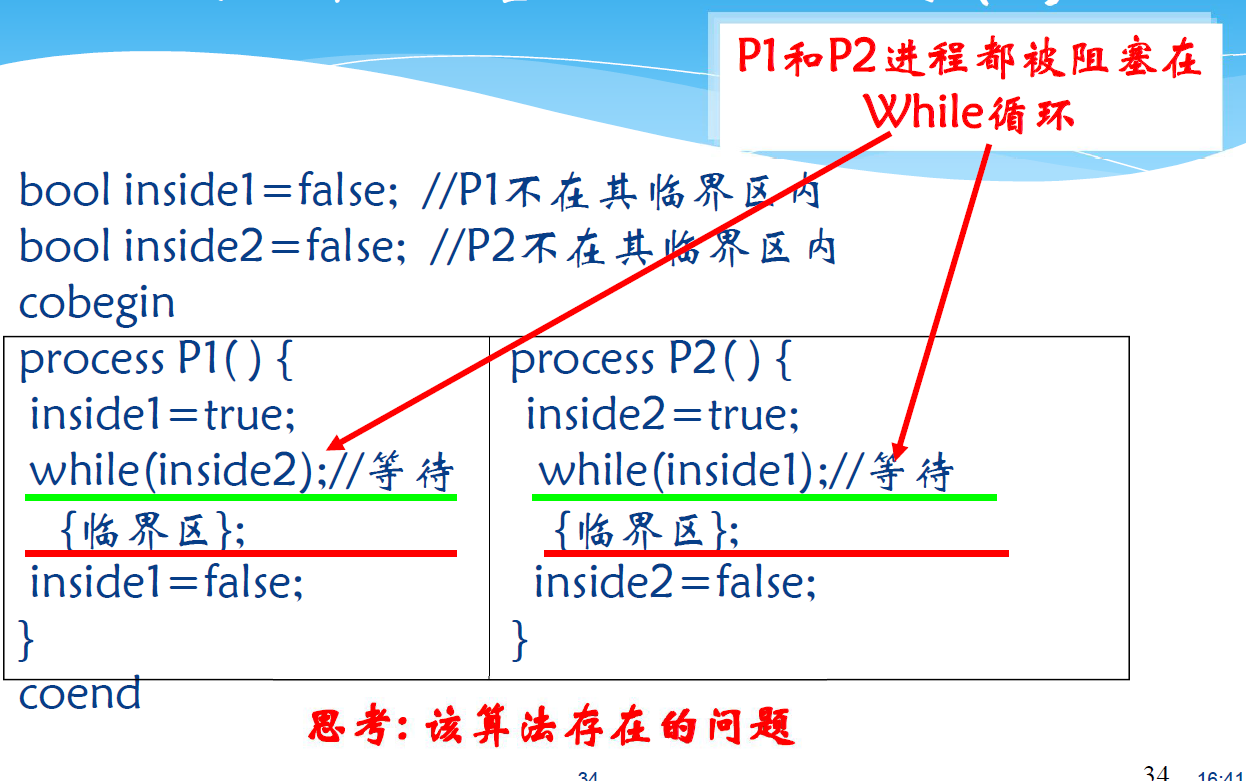 P1和P2进程都被阻塞在
While循环
bool inside1=false; //P1不在其临界区内
bool inside2=false; //P2不在其临界区内
cobegin
process P1( ) {
inside1=true;
while(inside2);//等待
{临界区};
inside1=false;
}
process P2( ) {
inside2=true;
while(inside1);//等待
{临界区};
inside2=false;
}
coend
思考: 该算法存在的问题
34
34
16:41